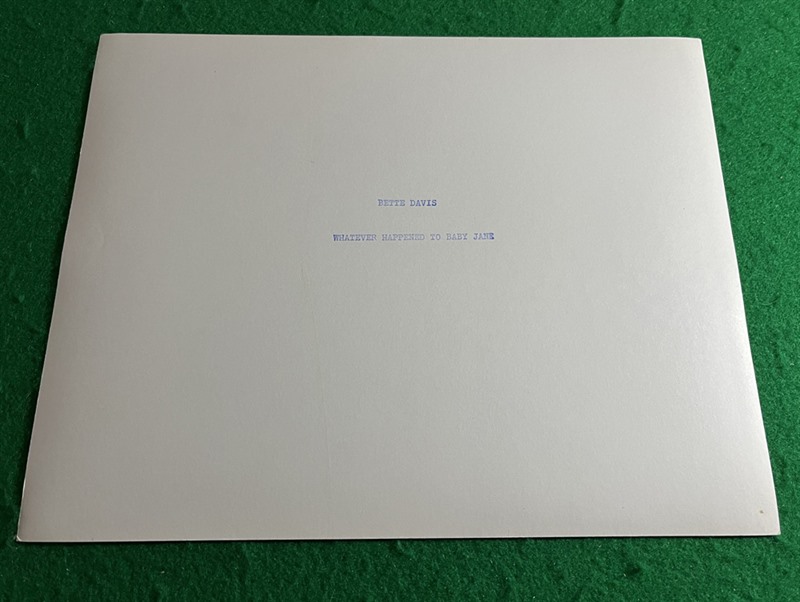 BETTE DAVIS
WHATEVER HAPPENED TO BABY JANE